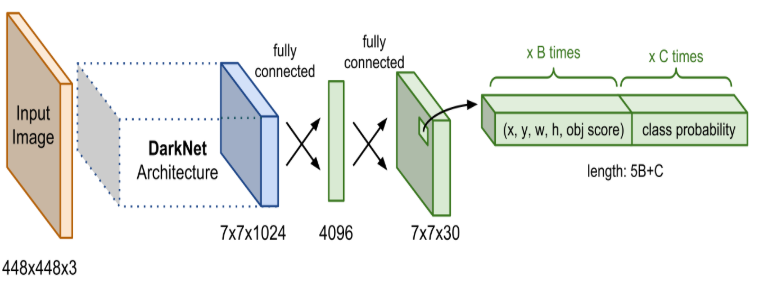 Input
Image
448x448x3
DarkNet
Architecture
7x7x1024
fully
connected
4096
fully
connected
7x7x30
x B times
x C times
(x, y, w, h, obj score)
class probability
length: 5B+C